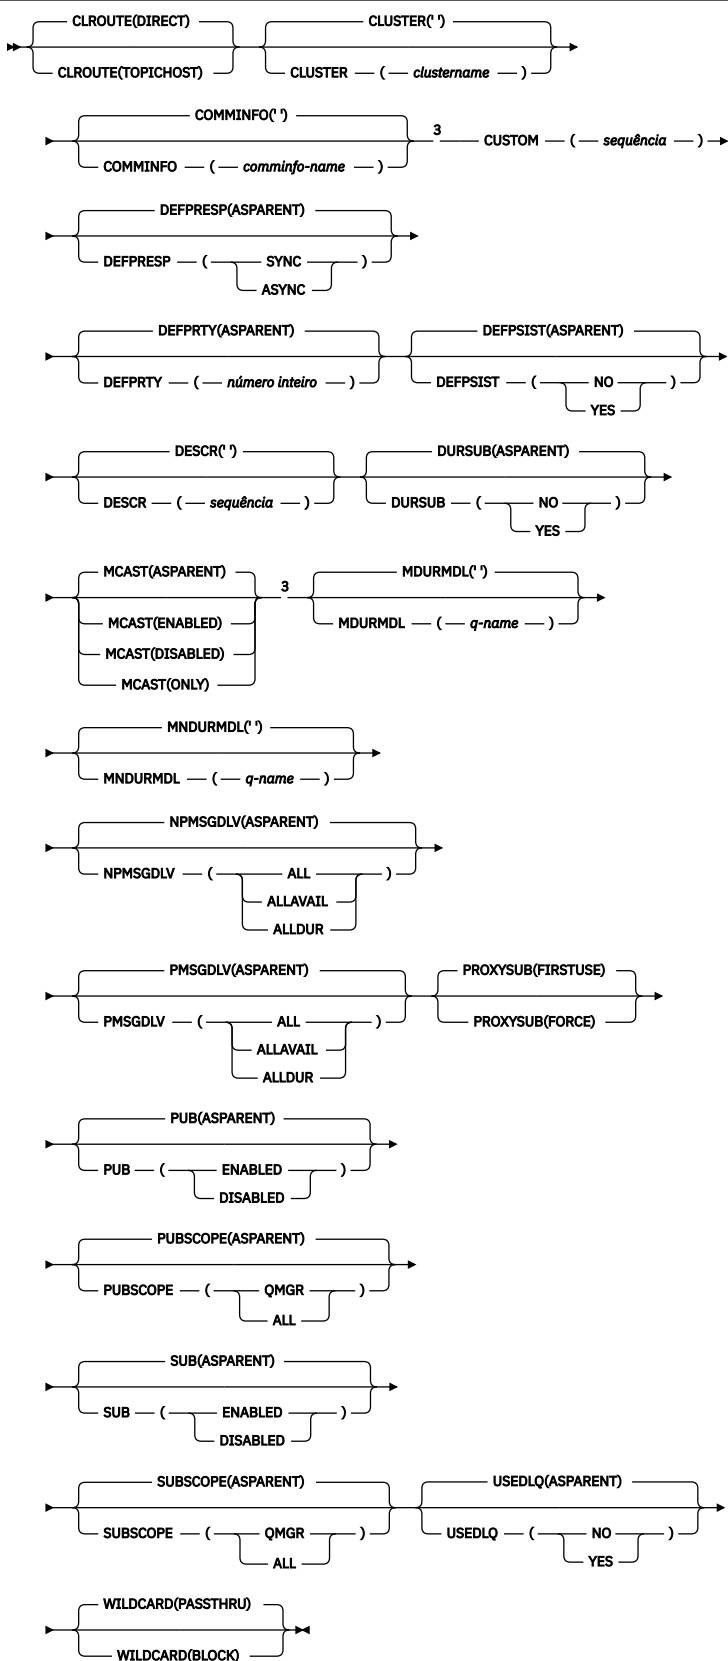 CLROUTE(DIRECT) CLUSTER(' ')
CLROUTE(TOPICHOST) CLUSTER ( clustername )
COMMINFO(' ')
3 CUSTOM ( sequência )
COMMINFO ( comminfo-name )
DEFPRESP(ASPARENT)
DEFPRESP ( SYNC )
ASYNC
DEFPRTY(ASPARENT) DEFPSIST(ASPARENT)
DEFPRTY ( número inteiro ) DEFPSIST ( NO )
YES
DESCR(' ') DURSUB(ASPARENT)
DESCR ( sequência ) DURSUB ( NO )
YES
MCAST(ASPARENT) 3 MDURMDL(' ')
MCAST(ENABLED) MDURMDL ( q-name )
MCAST(DISABLED)
MCAST(ONLY)
MNDURMDL(' ')
MNDURMDL ( q-name )
NPMSGDLV(ASPARENT)
NPMSGDLV ( ALL )
ALLAVAIL
ALLDUR
PMSGDLV(ASPARENT) PROXYSUB(FIRSTUSE)
PMSGDLV ( ALL ) PROXYSUB(FORCE)
ALLAVAIL
ALLDUR
PUB(ASPARENT)
PUB ( ENABLED )
DISABLED
PUBSCOPE(ASPARENT)
PUBSCOPE ( QMGR )
ALL
SUB(ASPARENT)
SUB ( ENABLED )
DISABLED
SUBSCOPE(ASPARENT) USEDLQ(ASPARENT)
SUBSCOPE ( QMGR ) USEDLQ ( NO )
ALL YES
WILDCARD(PASSTHRU)
WILDCARD(BLOCK)